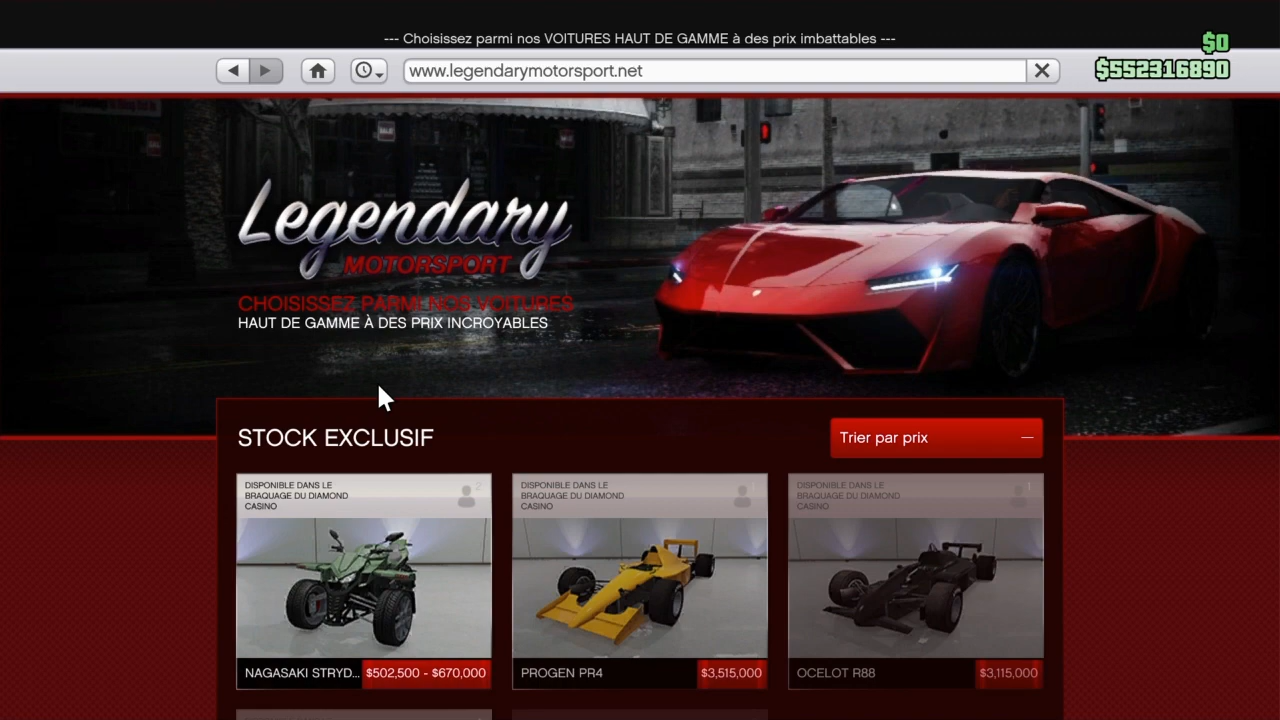 --- Choisissez parmi nos VOITURES HAUT DE GAMME à des prix imbattables ---
$0
www.legendarymotorsport.net
$552316890
Legendary
MOTORSPORT
CHOISISSEZ PARMI NOS VOITURES
HAUT DE GAMME À DES PRIX INCROYABLES
STOCK EXCLUSIF
Trier par prix
DISPONIBLE DANS LE
BRAQUAGE DU DIAMOND
CASINO
2
NAGASAKI STRYD...
$502,500 - $670,000
DISPONIBLE DANS LE
BRAQUAGE DU DIAMOND
CASINO
PROGEN PR4
$3,515,000
DISPONIBLE DANS LE
BRAQUAGE DU DIAMOND
CASINO
1
OCELOT R88
$3,115,000